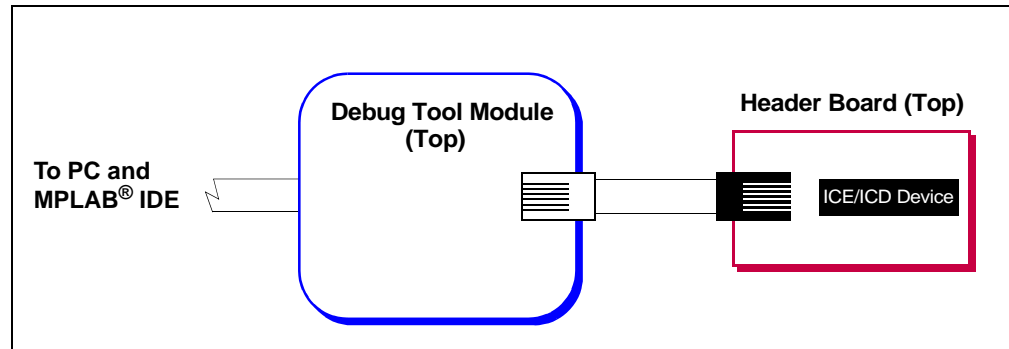 To PC and
MPLAB® IDE
Debug Tool Module
(Top)
Header Board (Top)
ICE/ICD Device